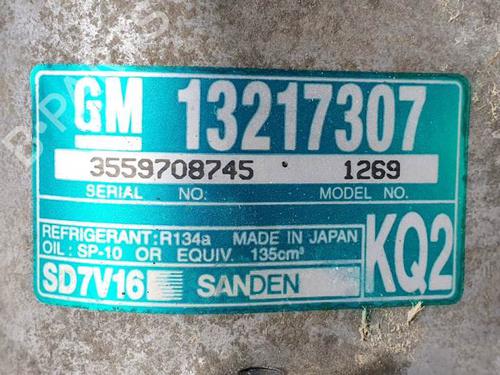 GM 13217307
3559708745 1269
SERIAL NO. MODEL NO.
REFRIGERANT:R134a MADE IN JAPAN
OIL: SP-10 OR EQUIV. 135cm³
KQ2
SD7V16 SANDEN
B-PARTS